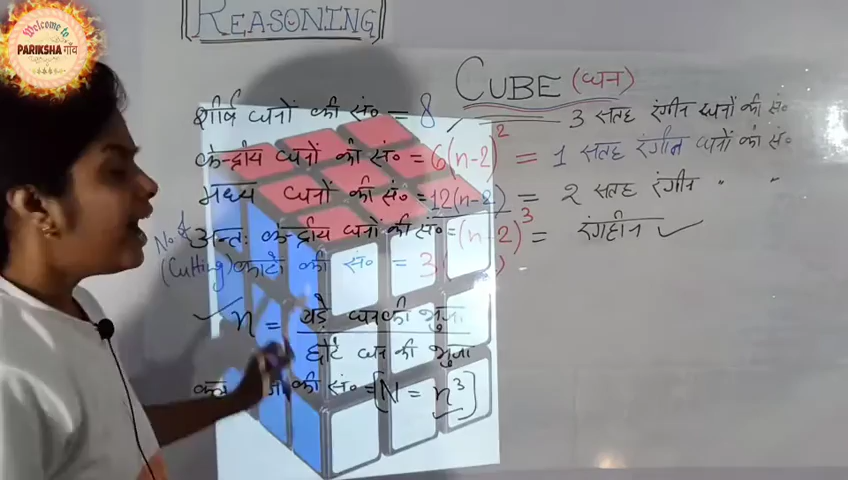 Welcome to
PARIKSHA गाँव
REASONING
CUBE (घन)
शीर्ष घनों की सं० = 8 3 सतह रंगीन घनों की सं०
केन्द्रीय घनों की सं० = 6(n-2)² = 1 सतह रंगीन घनों की सं०
मध्य घनों की सं० = 12(n-2) = 2 सतह रंगीन " "
अन्तः केन्द्रीय घनों की सं० = (n-2)³ = रंगहीन ✓
No. of
(Cutting) काटों की सं० = 3(
✓ n = बड़े घन की भुजा
छोटे घन की भुजा
की सं० = [N = n³]